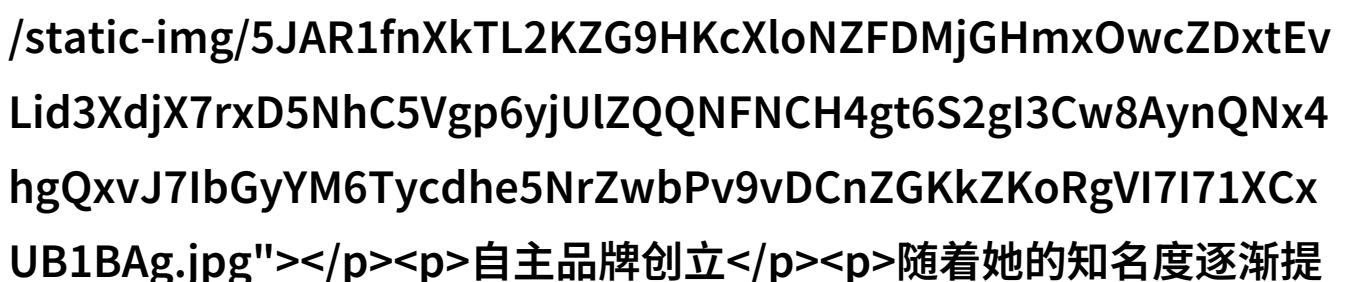 /static-img/5JAR1fnXkTL2KZG9HKcXloNZFDMjGHmxOwcZDxtEv
Lid3XdjX7rxD5NhC5Vgp6yjUlZQQNFNCH4gt6S2gI3Cw8AynQNx4
hgQxvJ7IbGyYM6Tycdhe5NrZwbPv9vDCnZGKkZKoRgVI7I71XCx
UB1BAg.jpg"></p><p>自主品牌创立</p><p>随着她的知名度逐渐提